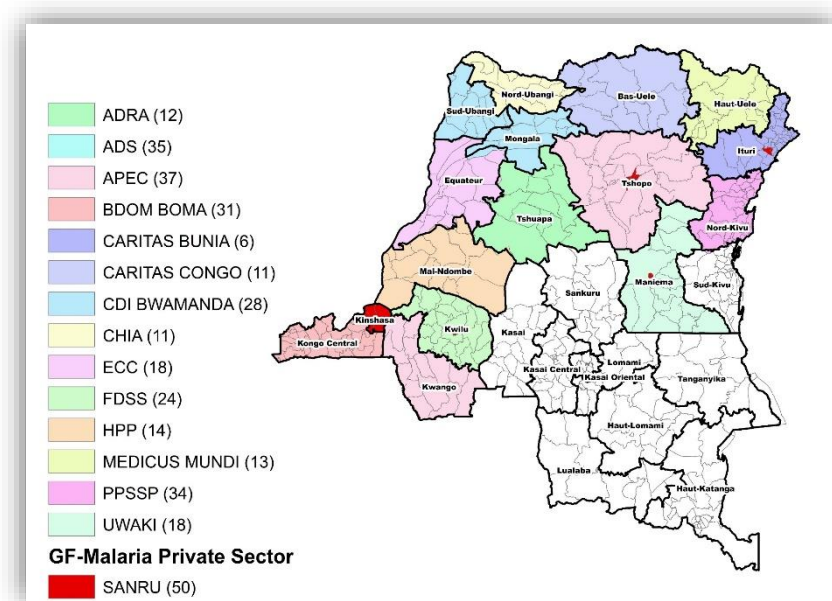 ADRA (12)
ADS (35)
APEC (37)
BDOM BOMA (31)
CARITAS BUNIA (6)
CARITAS CONGO (11)
CDI BWAMANDA (28)
CHIA (11)
ECC (18)
FDSS (24)
HPP (14)
MEDICUS MUNDI (13)
PPSSP (34)
UWAKI (18)
GF-Malaria Private Sector
SANRU (50)
Nord-Ubangi
Bas-Uele
Haut-Uele
Sud-Ubangi
Mongala
Ituri
Equateur
Tshopo
Tshuapa
Nord-Kivu
Mai-Ndombe
Maniema
Sud-Kivu
Sankuru
Kinshasa
Kwilu
Kasai
Kongo Central
Lomami
Kasai Central
Kasai Oriental
Tanganyika
Kwango
Haut-Lomami
Lualaba
Haut-Katanga